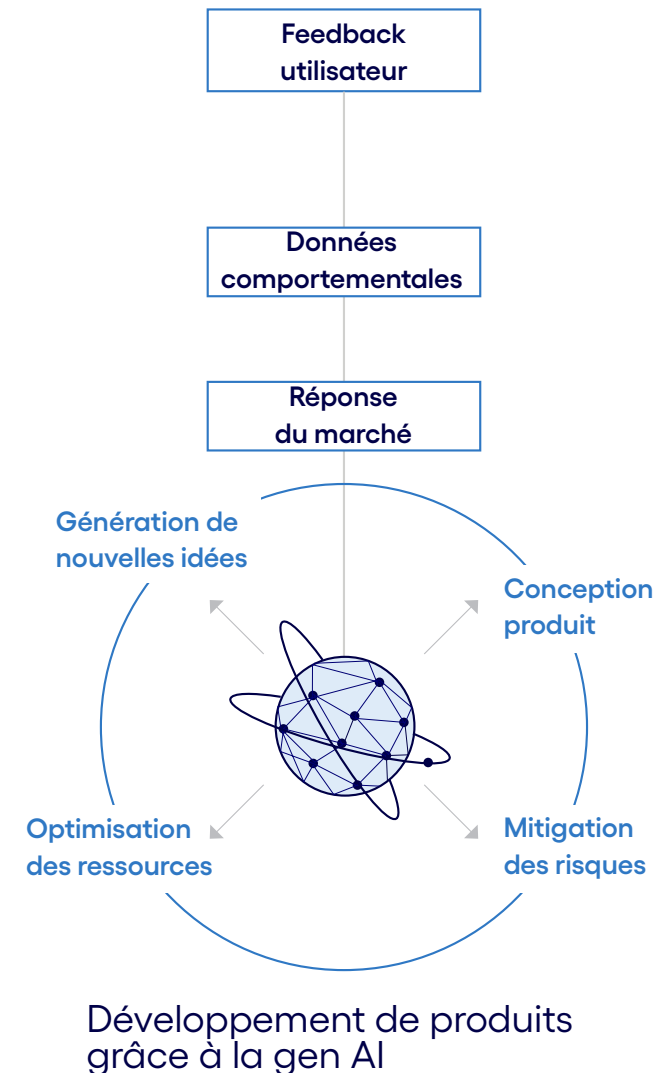 Feedback
utilisateur
Données
comportementales
Réponse
du marché
Génération de
nouvelles idées
Conception
produit
Optimisation
des ressources
Mitigation
des risques
Développement de produits
grâce à la gen AI